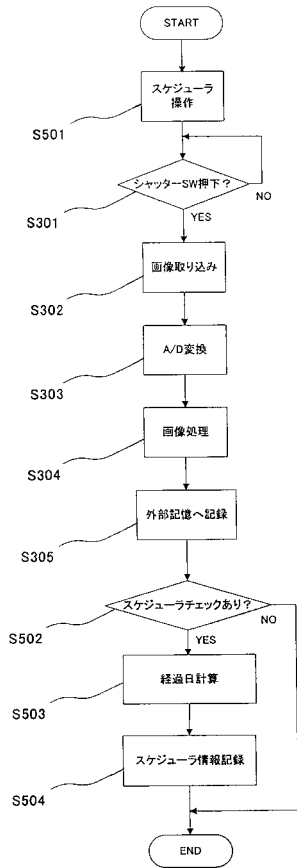 START
スケジューラ
操作
S501
シャッターSW押下？
NO
S301
YES
画像取り込み
S302
A/D変換
S303
画像処理
S304
外部記憶へ記録
S305
スケジューラチェックあり？
NO
S502
YES
経過日計算
S503
スケジューラ情報記録
S504
END